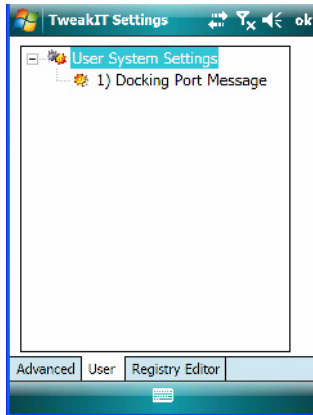 TweakIT Settings ok
User System Settings
1) Docking Port Message
Advanced User Registry Editor